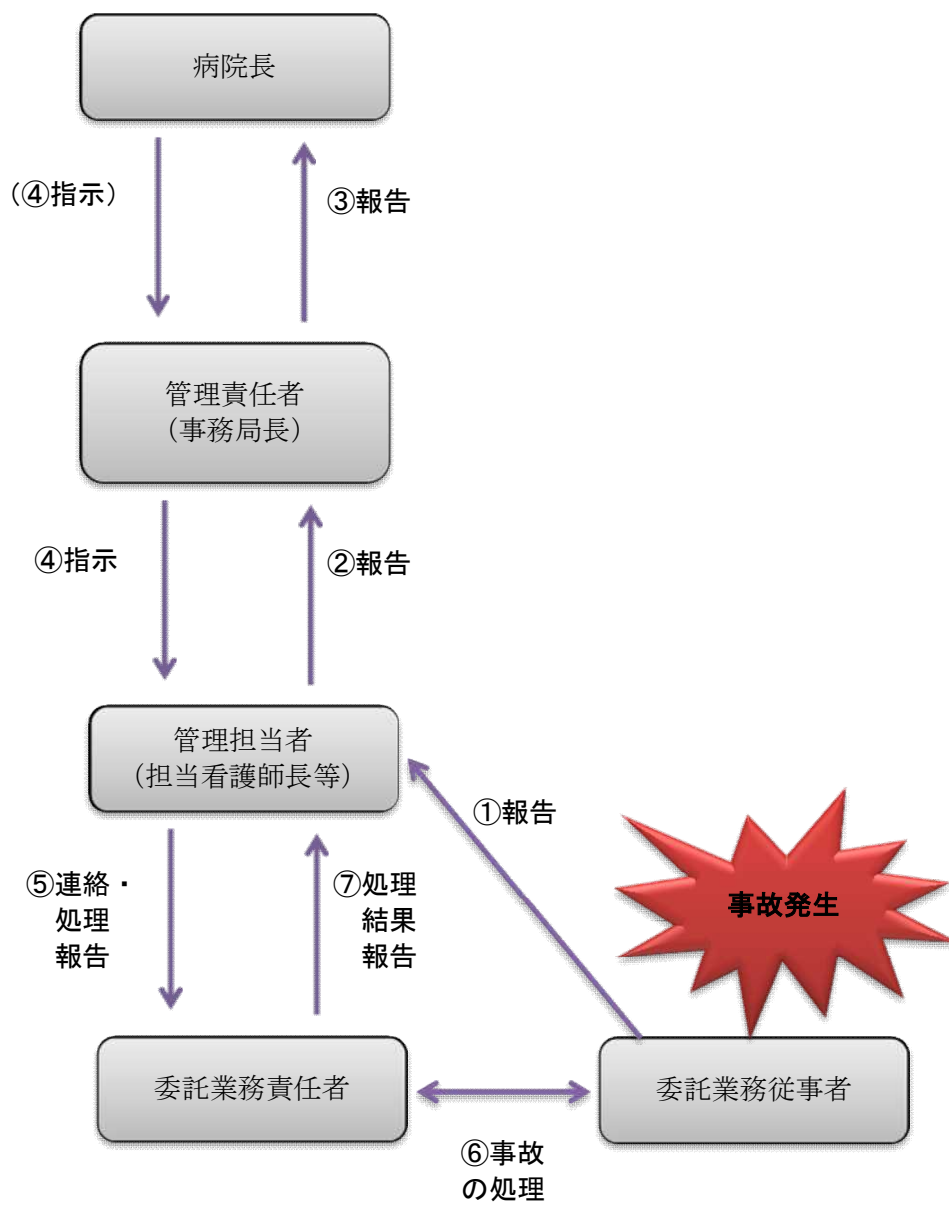 病院長
(④指示)
③報告
管理責任者
(事務局長)
④指示
②報告
管理担当者
(担当看護師長等)
①報告
⑤連絡・
処理
報告
⑦処理
結果
報告
事故発生
委託業務責任者
委託業務従事者
⑥事故
の処理